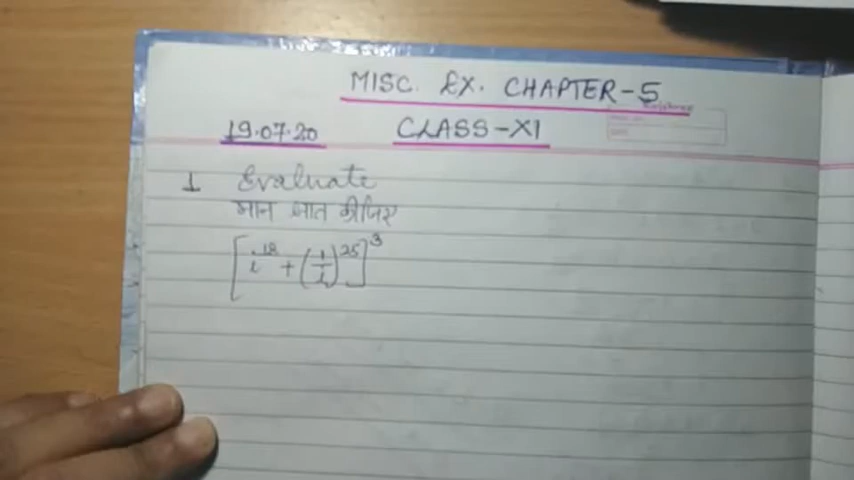 MISC. EX. CHAPTER-5
19.07.20 CLASS-XI
1 Evaluate
मान ज्ञात कीजिए
[i^18 + (1/i)^25]^3